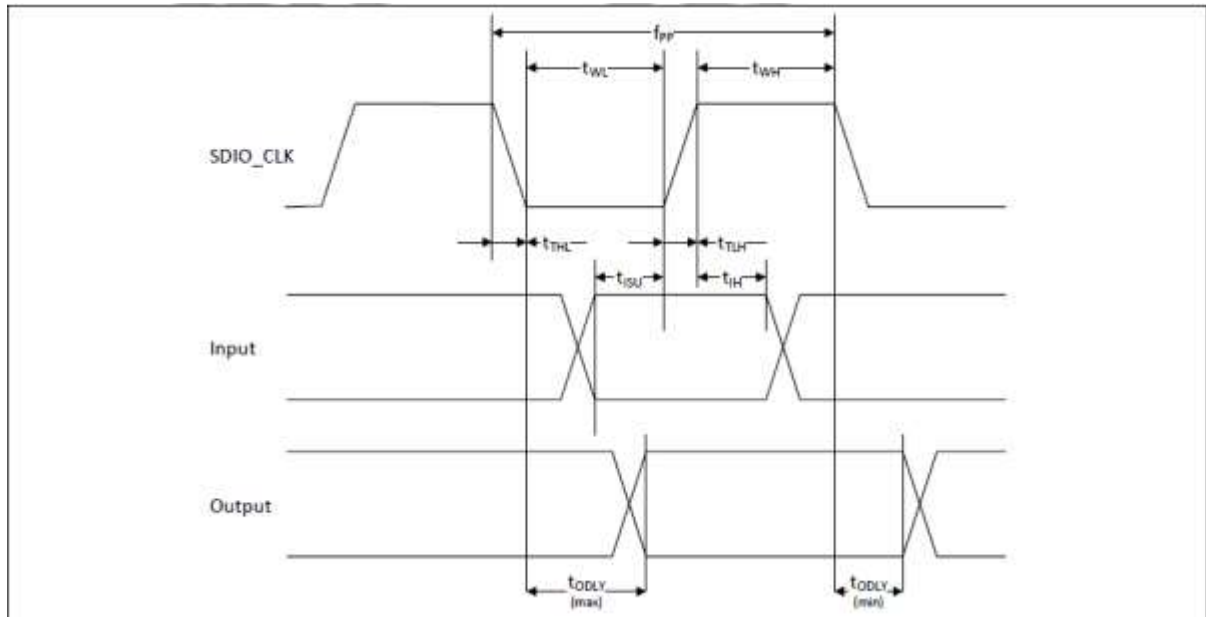 fPP
tWL
tWH
SDIO_CLK
tTHL
tTLH
tISU
tIH
Input
Output
tODLY
(max)
tODLY
(min)